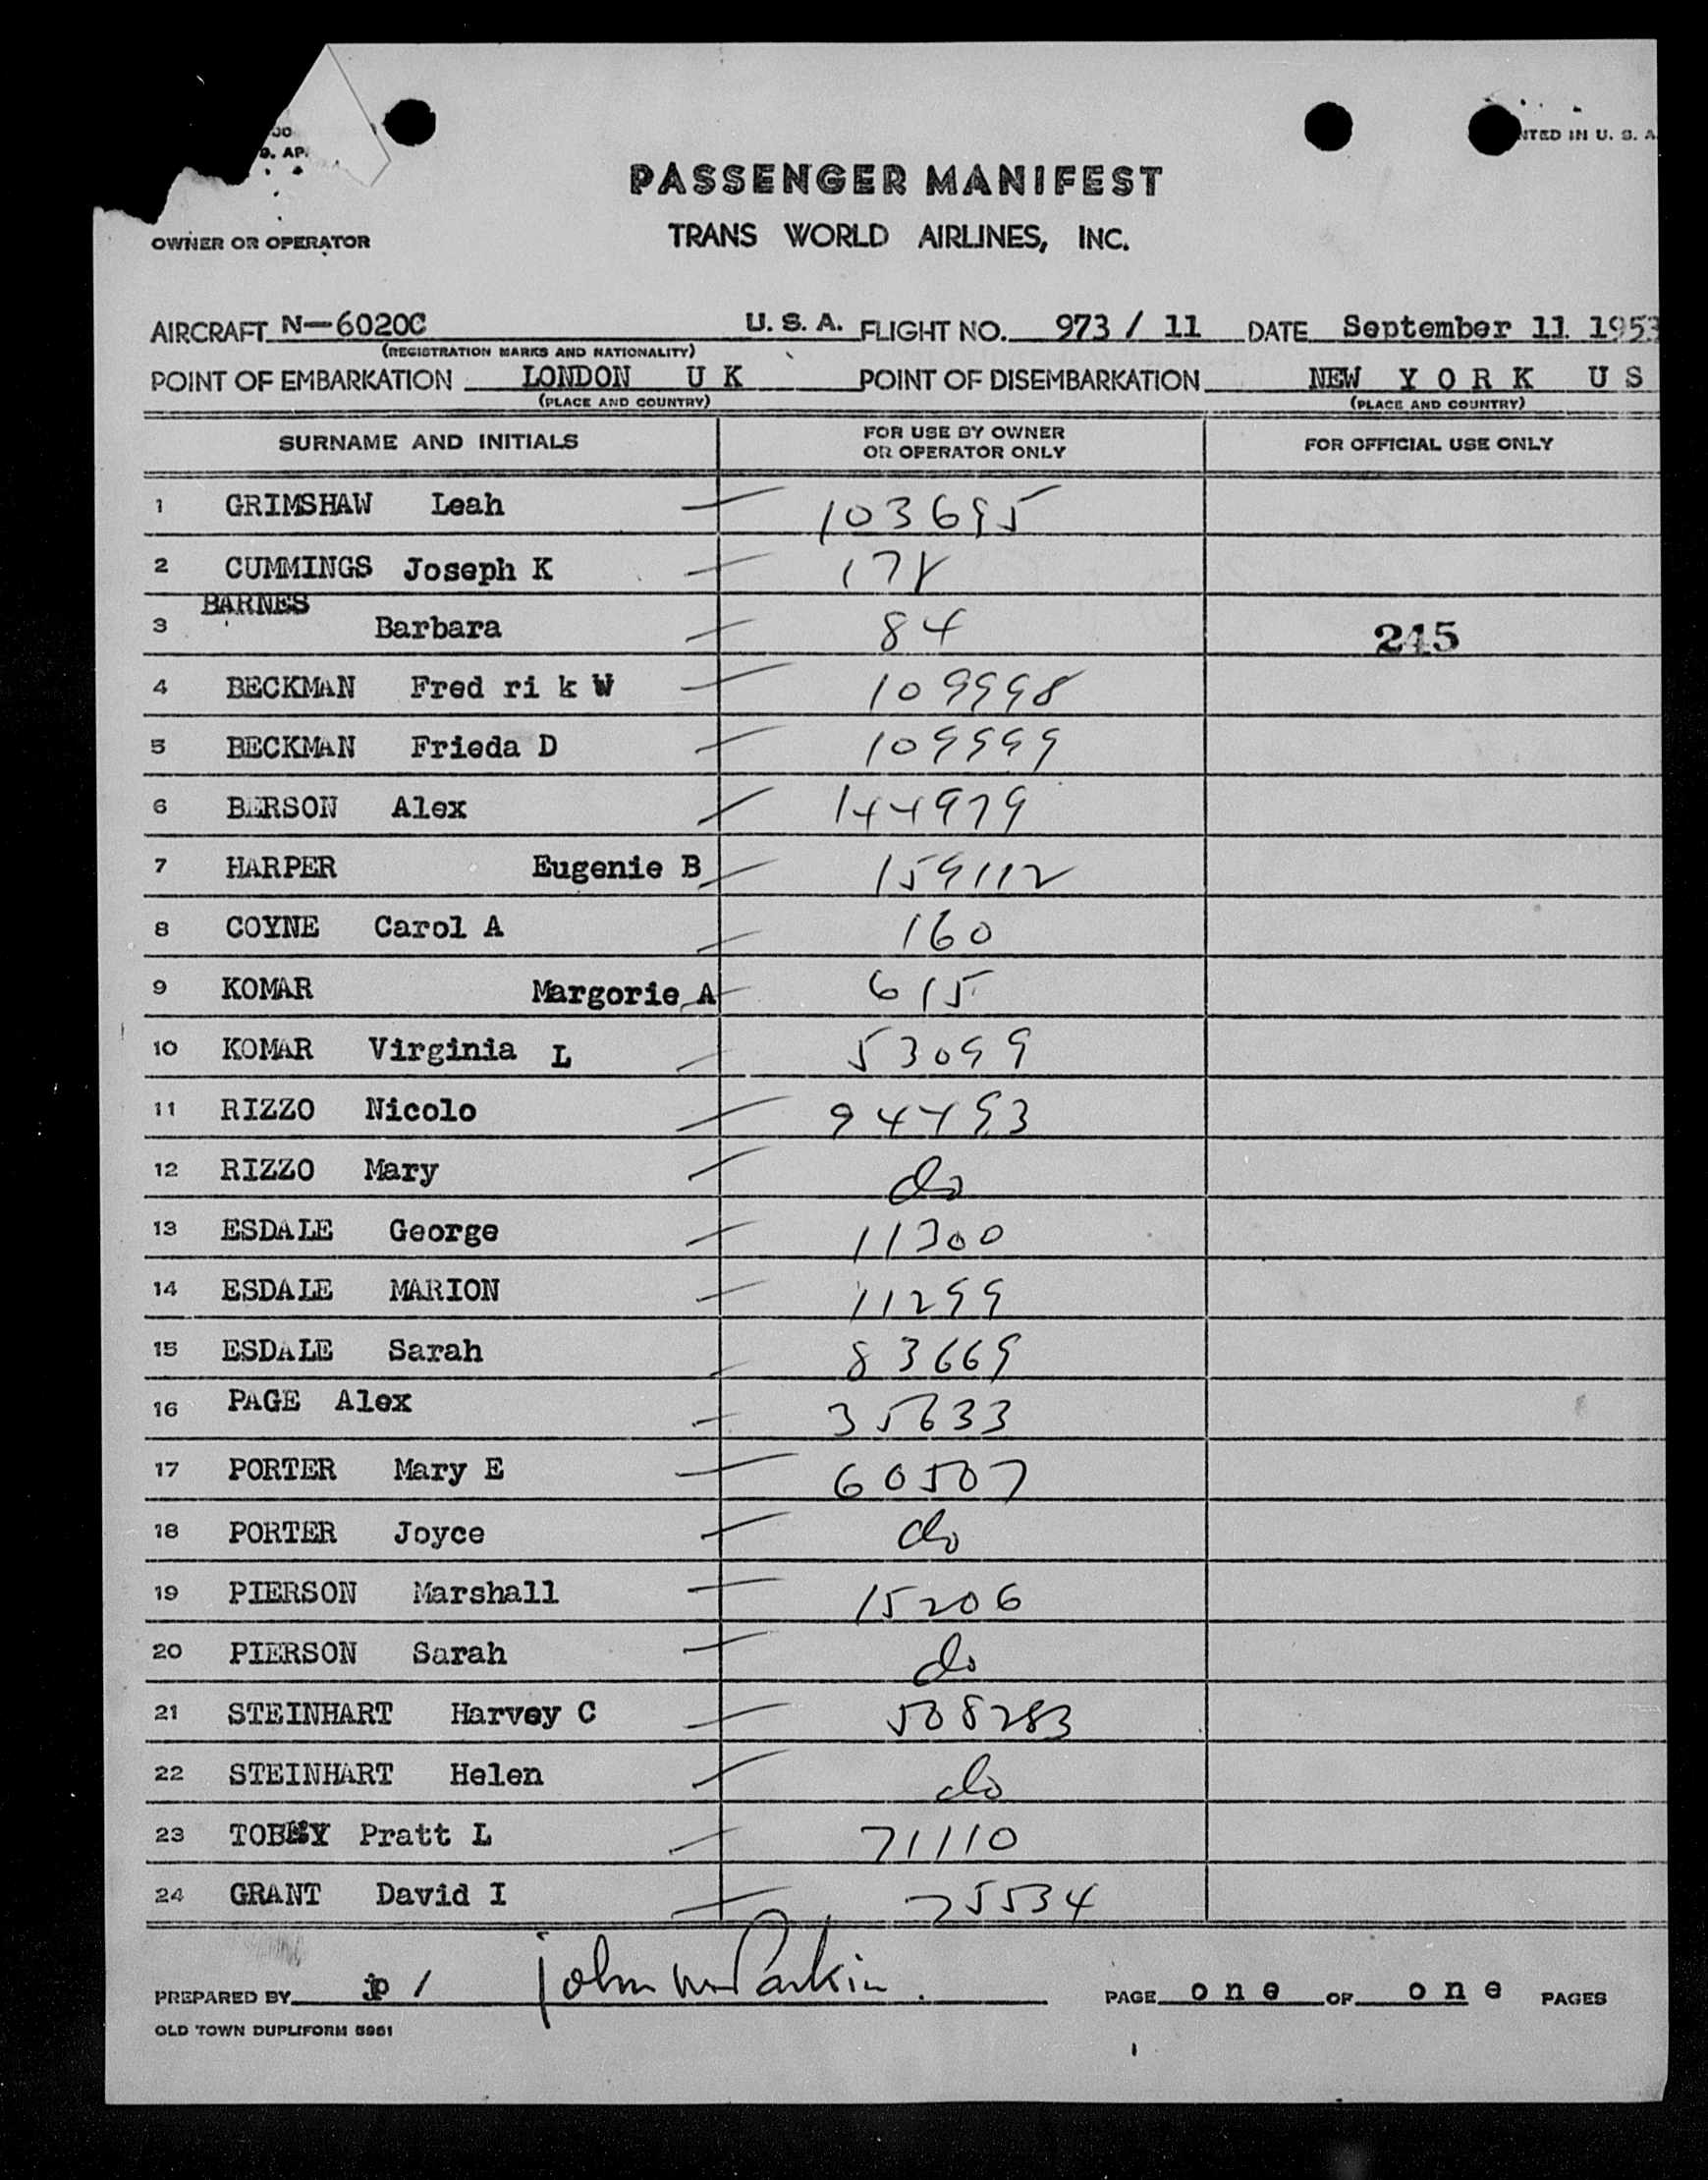 00
D. AP.
NTED IN U. S. A
PASSENGER MANIFEST
OWNER OR OPERATOR
TRANS WORLD AIRLINES, INC.
AIRCRAFT N-6020C U. S. A. FLIGHT NO. 973 / 11 DATE September 11 1953
(REGISTRATION MARKS AND NATIONALITY)
POINT OF EMBARKATION LONDON U K POINT OF DISEMBARKATION NEW Y O R K U S
(PLACE AND COUNTRY) (PLACE AND COUNTRY)
SURNAME AND INITIALS FOR USE BY OWNER OR OPERATOR ONLY FOR OFFICIAL USE ONLY
1 GRIMSHAW Leah 103695
2 CUMMINGS Joseph K 178
BARNES
3 Barbara 84 245
4 BECKMAN Fred ri k W 109998
5 BECKMAN Frieda D 109999
6 BERSON Alex 144979
7 HARPER Eugenie B 159112
8 COYNE Carol A 160
9 KOMAR Margorie A 615
10 KOMAR Virginia L 53099
11 RIZZO Nicolo 94493
12 RIZZO Mary do
13 ESDALE George 11300
14 ESDALE MARION 11299
15 ESDALE Sarah 83669
16 PAGE Alex 35633
17 PORTER Mary E 60507
18 PORTER Joyce do
19 PIERSON Marshall 15206
20 PIERSON Sarah do
21 STEINHART Harvey C 508283
22 STEINHART Helen do
23 Pratt L 71110
24 GRANT David I 75534
PREPARED BY jp / John W Parkin PAGE o n e OF o n e PAGES
OLD TOWN DUPLIFORM 5951